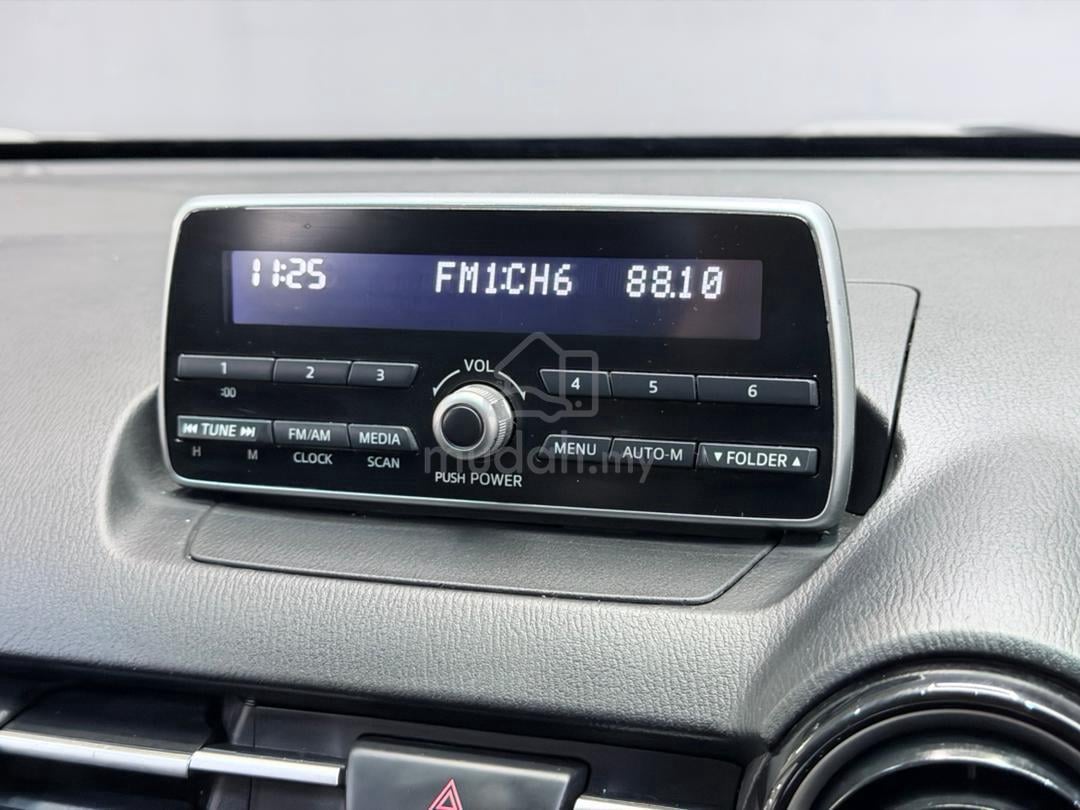 11:25 FM1:CH6 88.10
1 2 3 VOL 4 5 6
:00
TUNE FM/AM MEDIA MENU AUTO-M ▼FOLDER▲
H M CLOCK SCAN
PUSH POWER
mudah.my